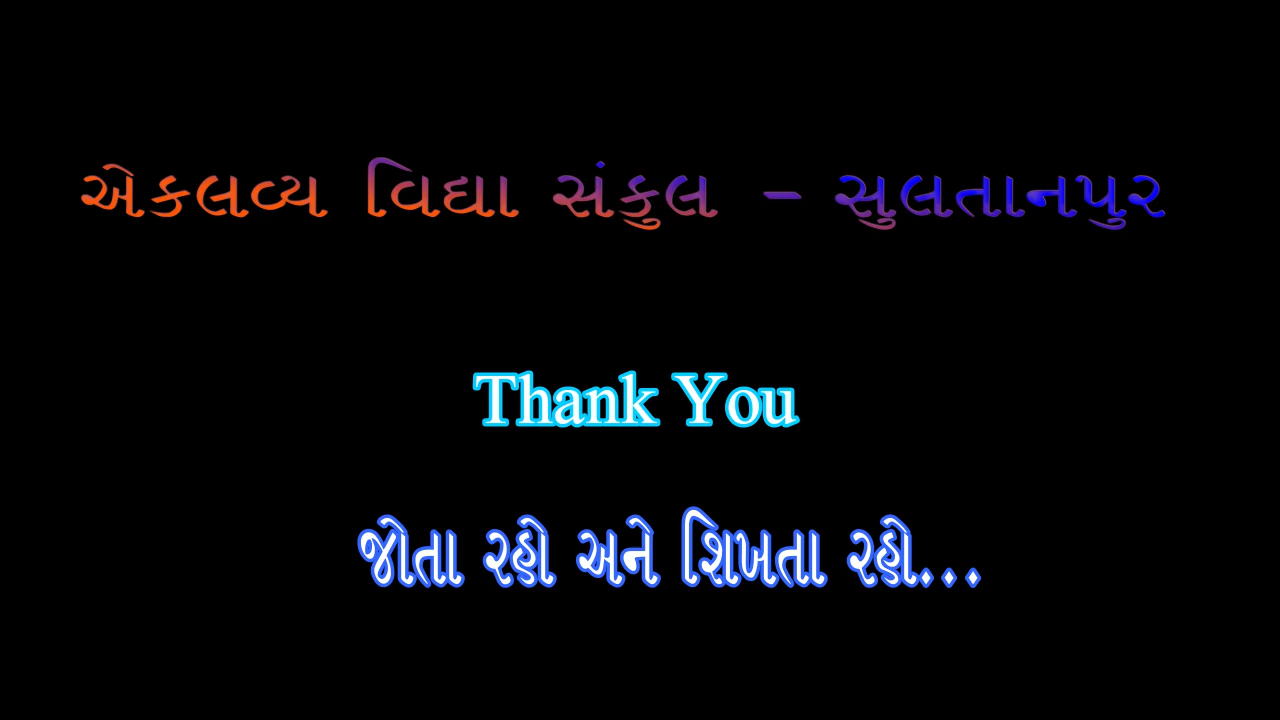 એકલવ્ય વિદ્યા સંકુલ - સુલતાનપુર
Thank You
જોતા રહો અને શિખતા રહો...